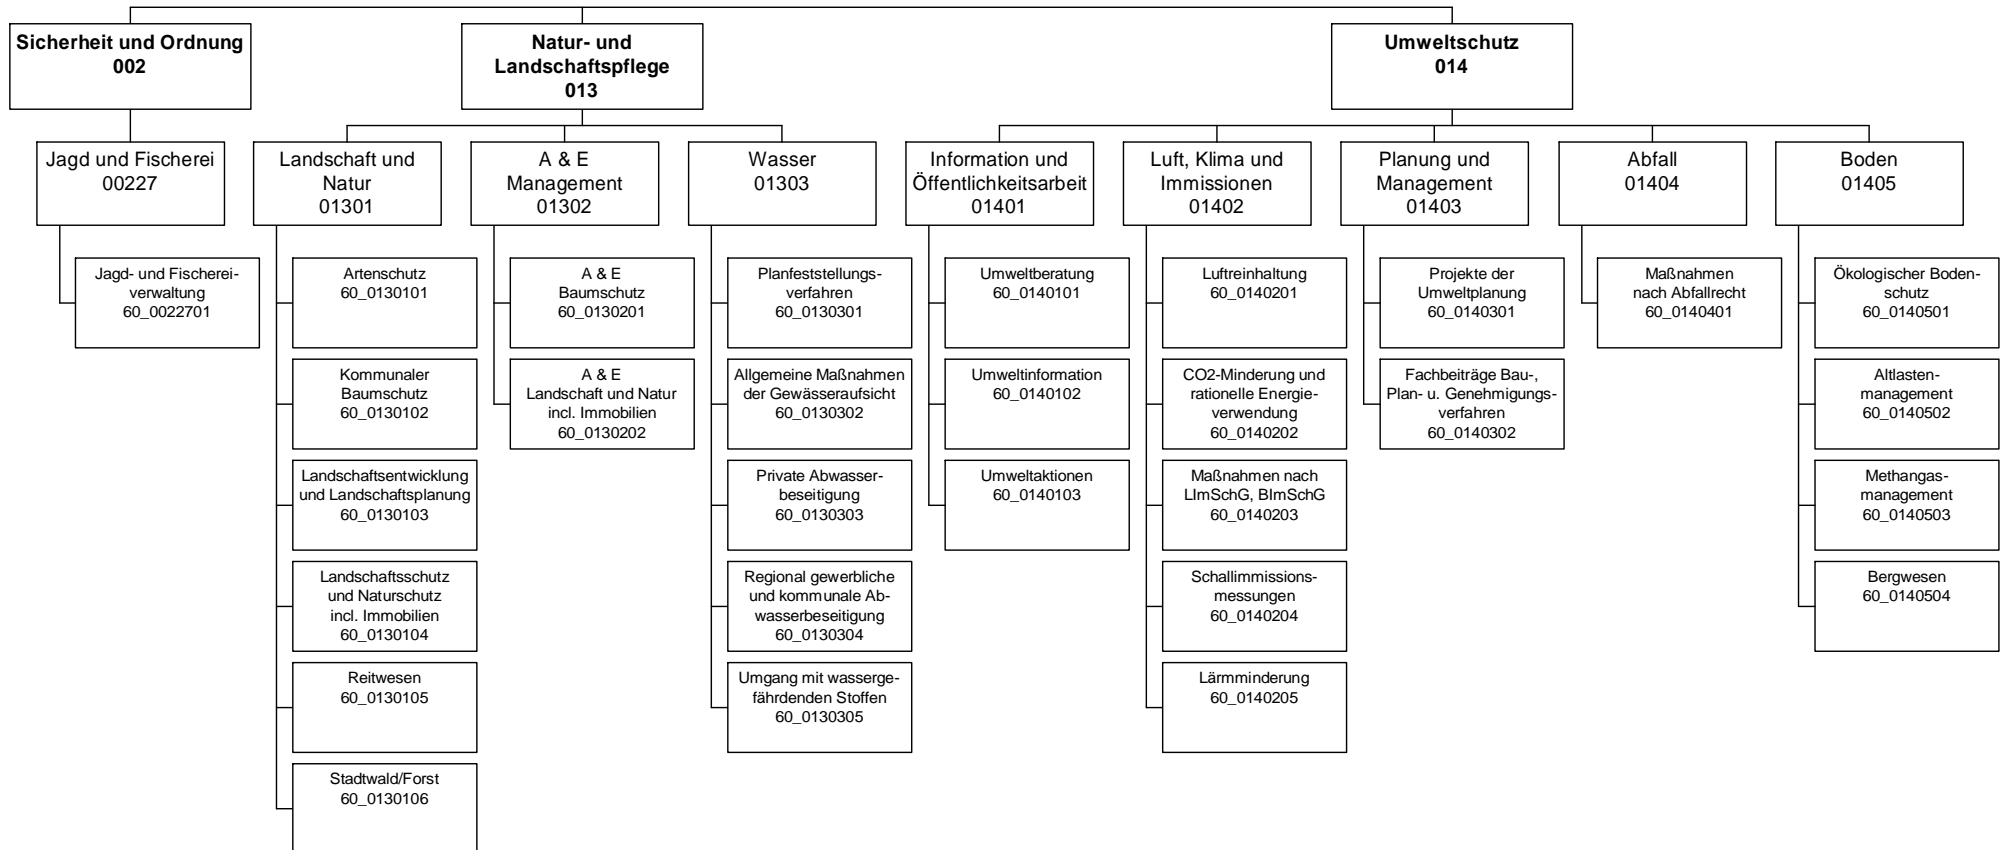 Sicherheit und Ordnung
002
Natur- und
Landschaftspflege
013
Umweltschutz
014
Jagd und Fischerei
00227
Landschaft und
Natur
01301
A & E
Management
01302
Wasser
01303
Information und
Öffentlichkeitsarbeit
01401
Luft, Klima und
Immissionen
01402
Planung und
Management
01403
Abfall
01404
Boden
01405
Jagd- und Fischerei-
verwaltung
60_0022701
Artenschutz
60_0130101
Kommunaler
Baumschutz
60_0130102
Landschaftsentwicklung
und Landschaftsplanung
60_0130103
Landschaftsschutz
und Naturschutz
incl. Immobilien
60_0130104
Reitwesen
60_0130105
Stadtwald/Forst
60_0130106
A & E
Baumschutz
60_0130201
A & E
Landschaft und Natur
incl. Immobilien
60_0130202
Planfeststellungs-
verfahren
60_0130301
Allgemeine Maßnahmen
der Gewässeraufsicht
60_0130302
Private Abwasser-
beseitigung
60_0130303
Regional gewerbliche
und kommunale Ab-
wasserbeseitigung
60_0130304
Umgang mit wasserge-
fährdenden Stoffen
60_0130305
Umweltberatung
60_0140101
Umweltinformation
60_0140102
Umweltaktionen
60_0140103
Luftreinhaltung
60_0140201
CO2-Minderung und
rationelle Energie-
verwendung
60_0140202
Maßnahmen nach
LImSchG, BImSchG
60_0140203
Schallimmissions-
messungen
60_0140204
Lärmminderung
60_0140205
Projekte der
Umweltplanung
60_0140301
Fachbeiträge Bau-,
Plan- u. Genehmigungs-
verfahren
60_0140302
Maßnahmen
nach Abfallrecht
60_0140401
Ökologischer Boden-
schutz
60_0140501
Altlasten-
management
60_0140502
Methangas-
management
60_0140503
Bergwesen
60_0140504